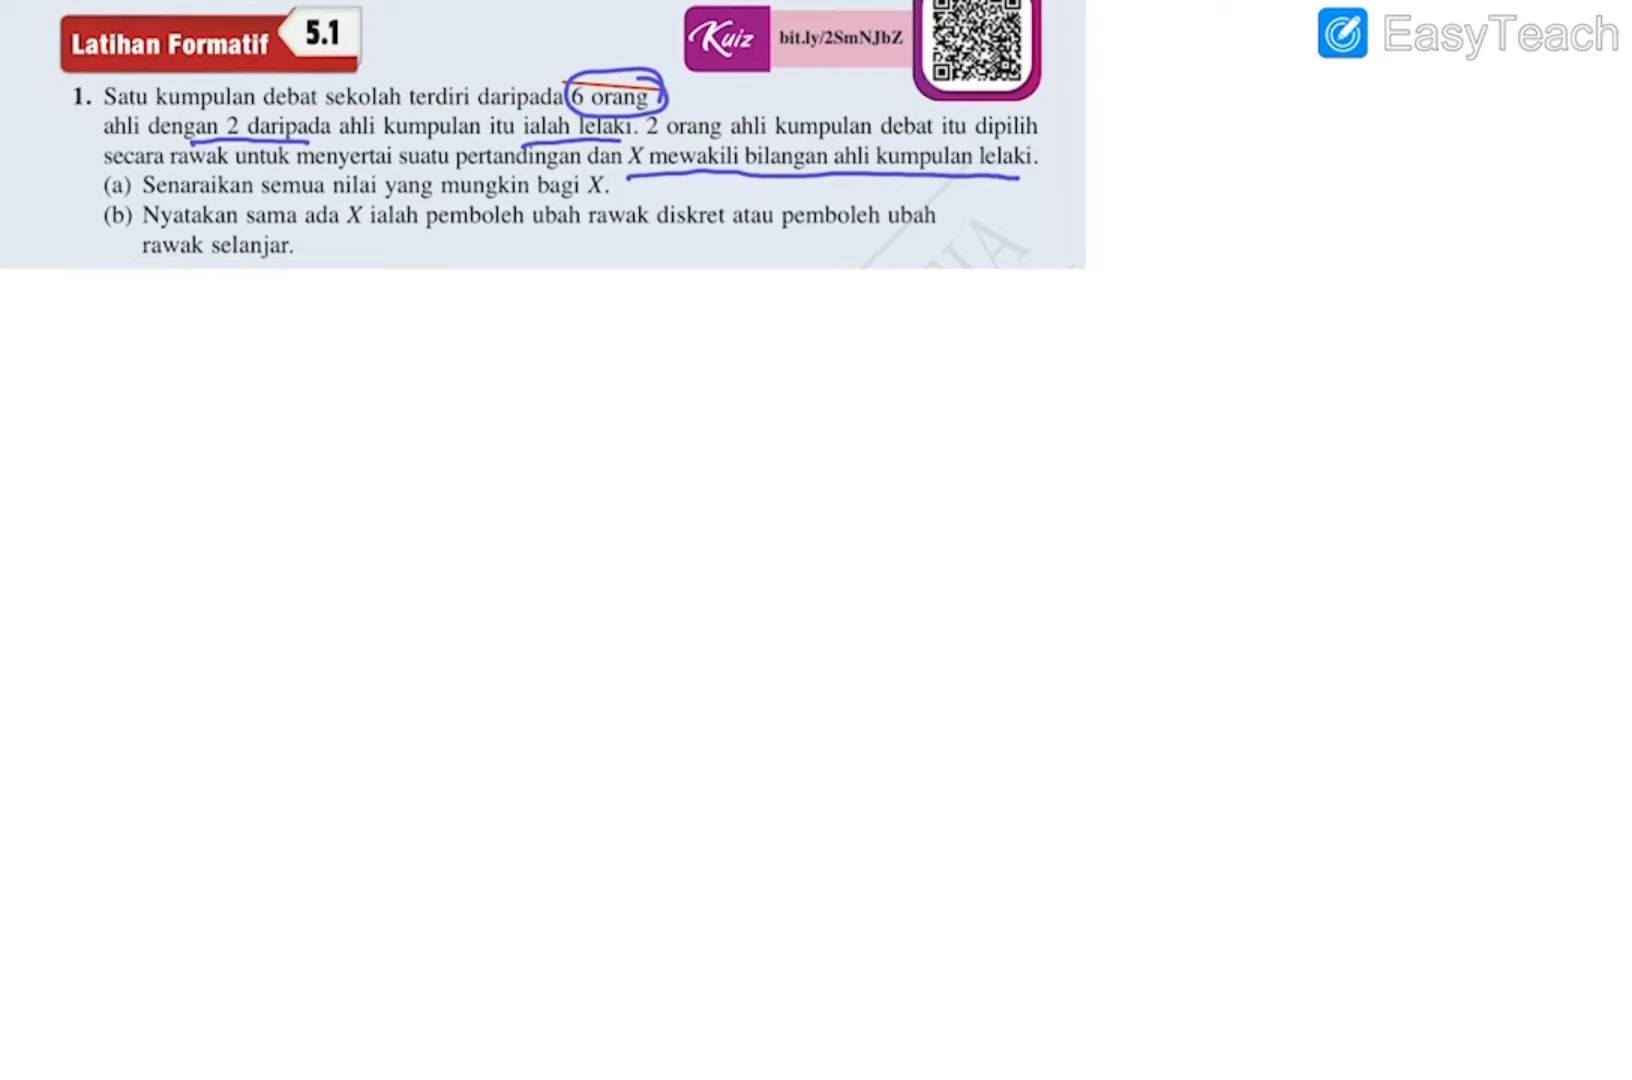 Latihan Formatif 5.1
Kuiz bit.ly/2SmNJbZ
EasyTeach
1. Satu kumpulan debat sekolah terdiri daripada 6 orang
ahli dengan 2 daripada ahli kumpulan itu ialah lelaki. 2 orang ahli kumpulan debat itu dipilih
secara rawak untuk menyertai suatu pertandingan dan X mewakili bilangan ahli kumpulan lelaki.
(a) Senaraikan semua nilai yang mungkin bagi X.
(b) Nyatakan sama ada X ialah pemboleh ubah rawak diskret atau pemboleh ubah
rawak selanjar.